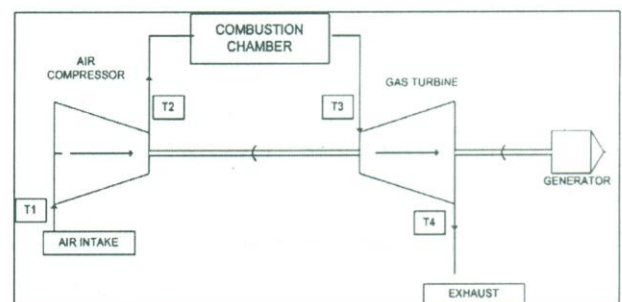 COMBUSTION
CHAMBER
AIR
COMPRESSOR
T2
T3
GAS TURBINE
GENERATOR
T1
T4
AIR INTAKE
EXHAUST